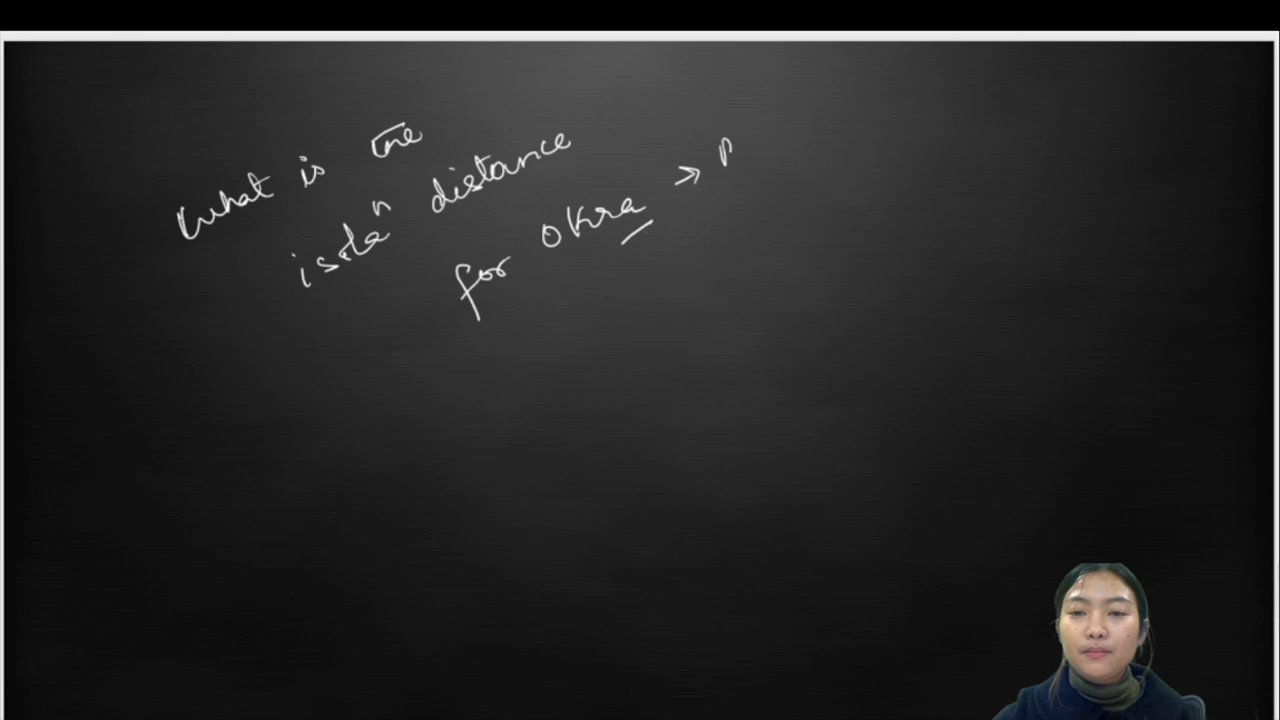 What is the
isolan distance
for okra →